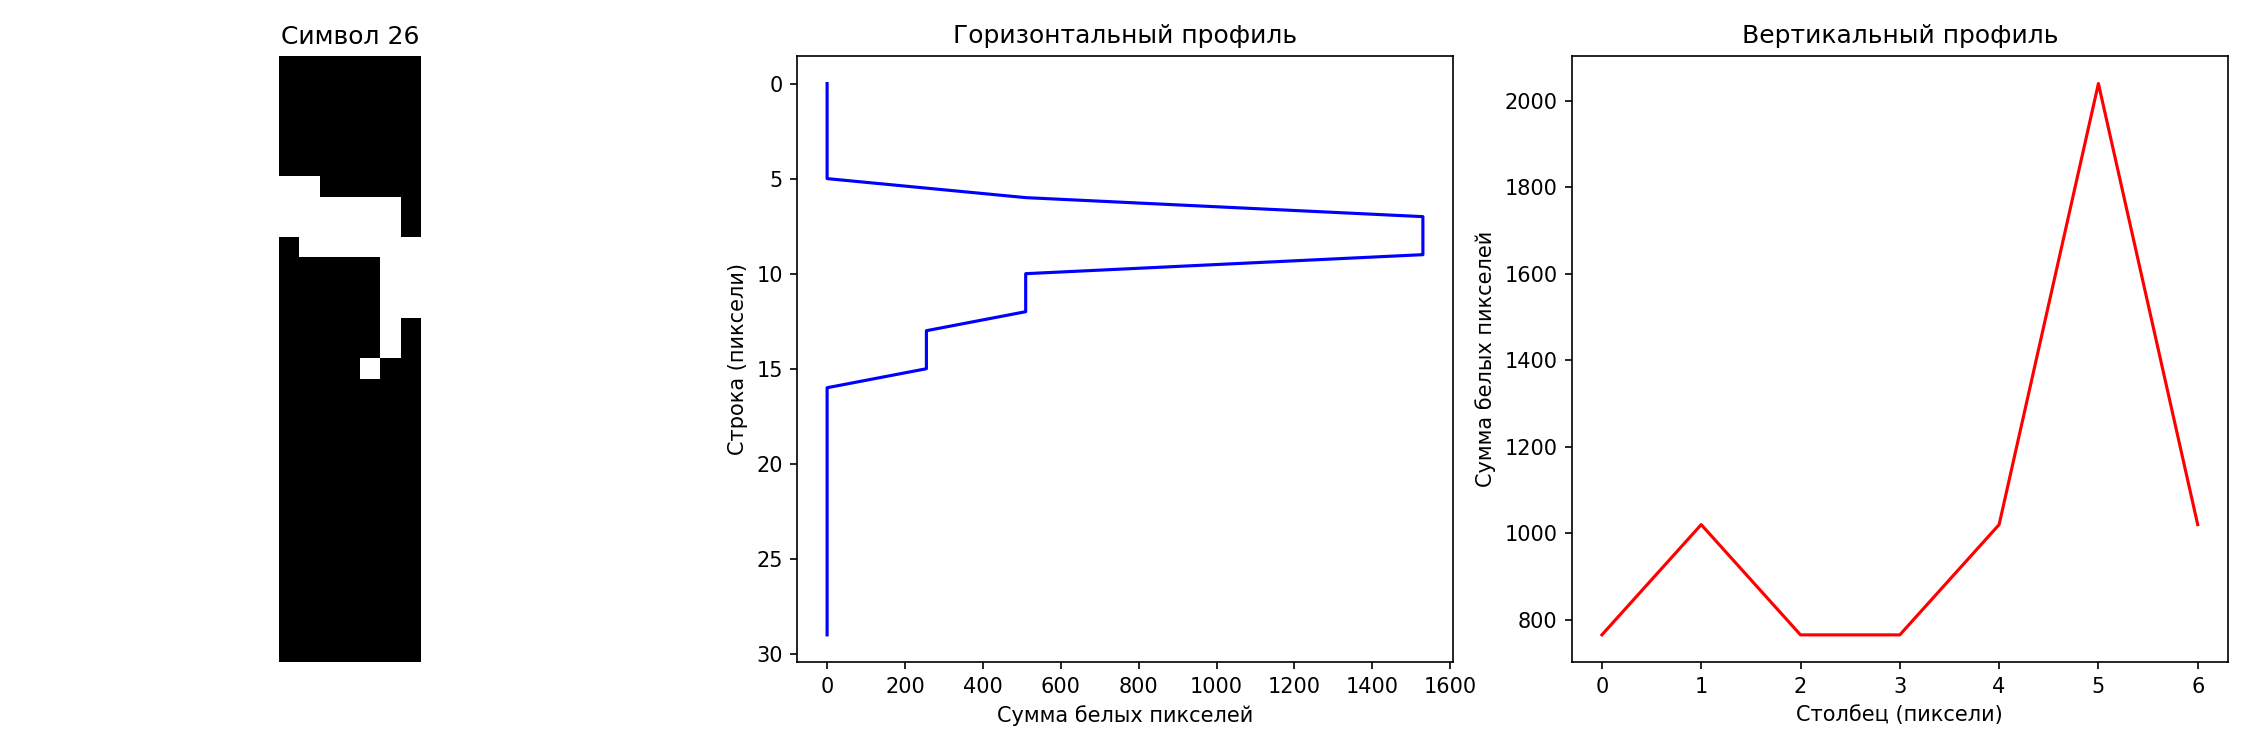 Символ 26
Горизонтальный профиль
0
5
10
15
20
25
30
Строка (пиксели)
0 200 400 600 800 1000 1200 1400 1600
Сумма белых пикселей
Вертикальный профиль
2000
1800
1600
1400
1200
1000
800
Сумма белых пикселей
0 1 2 3 4 5 6
Столбец (пиксели)